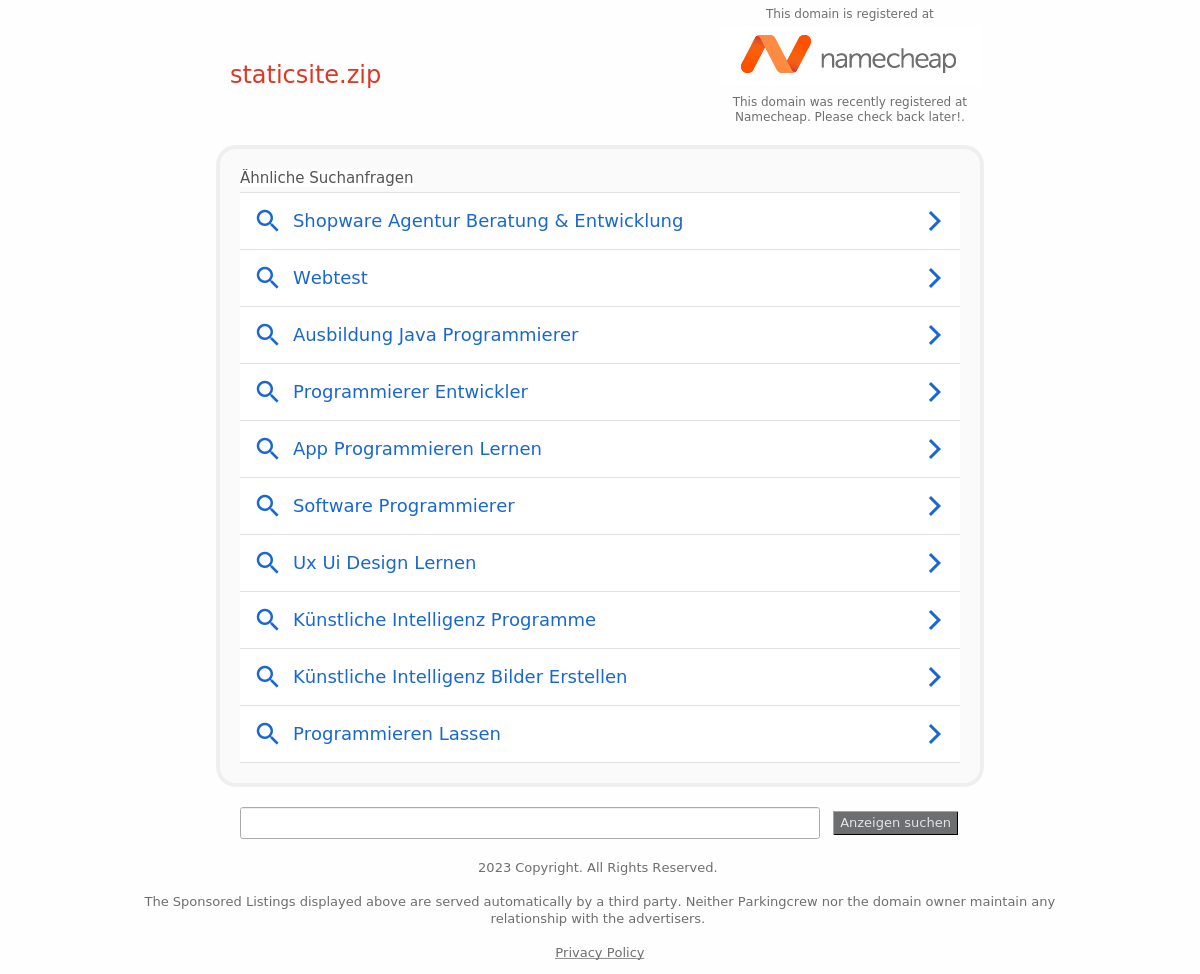 This domain is registered at
namecheap
staticsite.zip
This domain was recently registered at
Namecheap. Please check back later!.
Ähnliche Suchanfragen
Shopware Agentur Beratung & Entwicklung
Webtest
Ausbildung Java Programmierer
Programmierer Entwickler
App Programmieren Lernen
Software Programmierer
Ux Ui Design Lernen
Künstliche Intelligenz Programme
Künstliche Intelligenz Bilder Erstellen
Programmieren Lassen
Anzeigen suchen
2023 Copyright. All Rights Reserved.
The Sponsored Listings displayed above are served automatically by a third party. Neither Parkingcrew nor the domain owner maintain any
relationship with the advertisers.
Privacy Policy